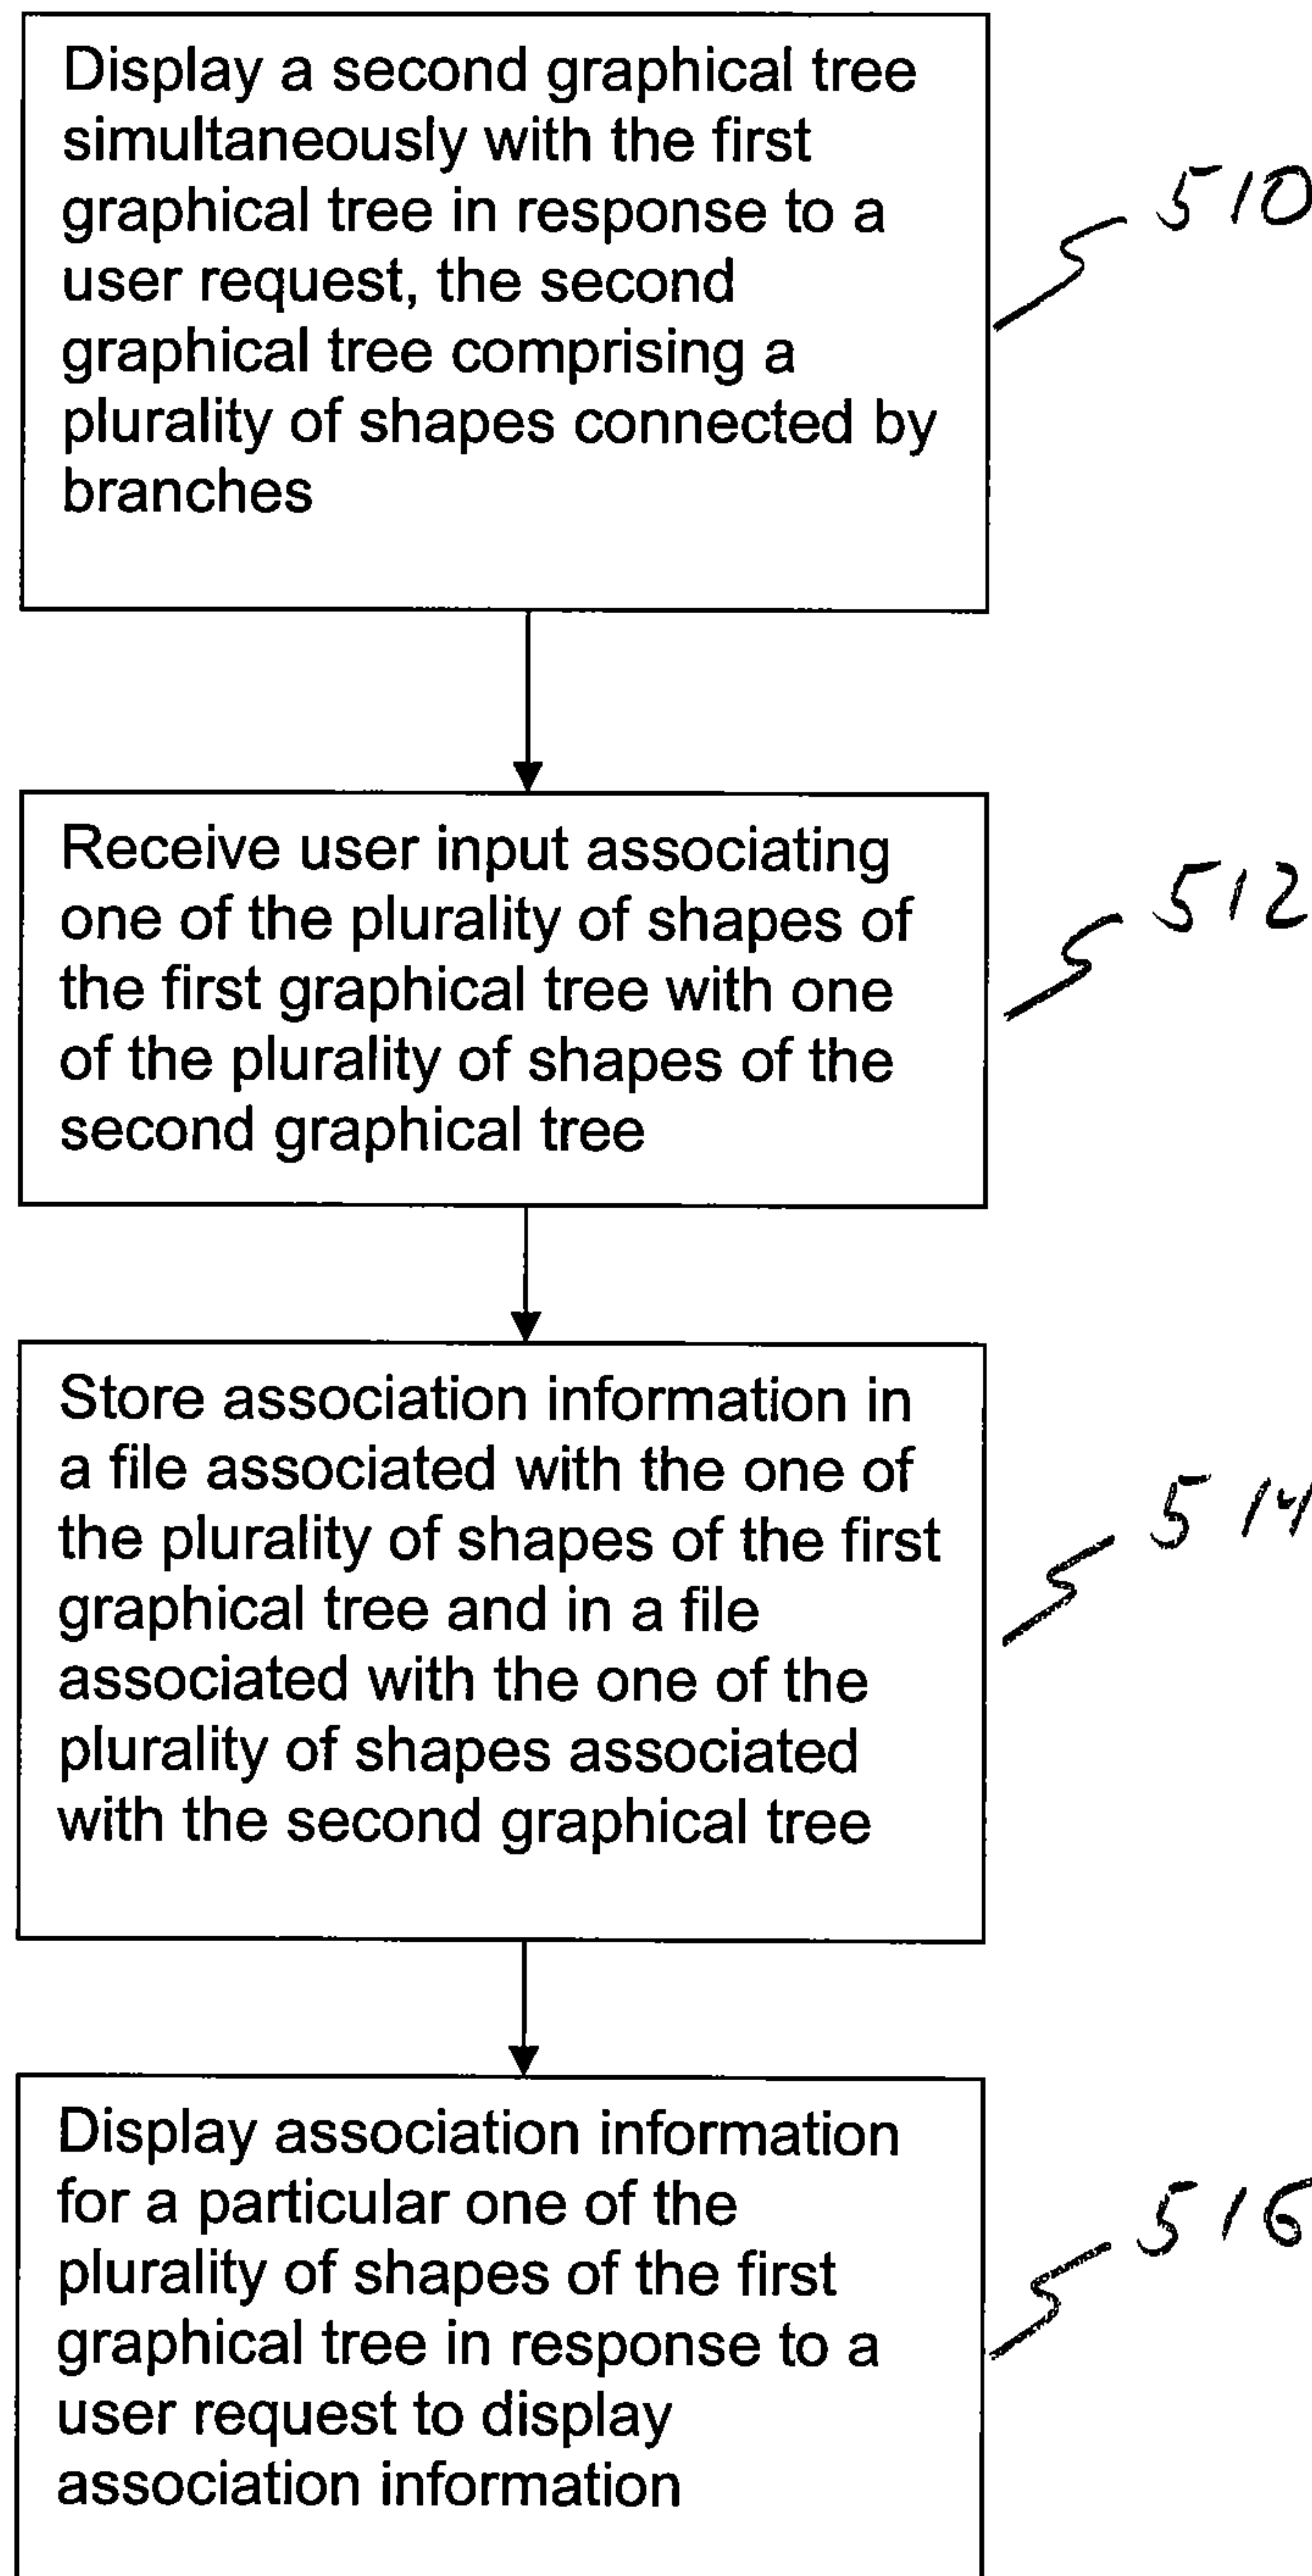 Display a second graphical tree
simultaneously with the first
graphical tree in response to a
user request, the second
graphical tree comprising a
plurality of shapes connected by
branches
510
Receive user input associating
one of the plurality of shapes of
the first graphical tree with one
of the plurality of shapes of the
second graphical tree
512
Store association information in
a file associated with the one of
the plurality of shapes of the first
graphical tree and in a file
associated with the one of the
plurality of shapes associated
with the second graphical tree
514
Display association information
for a particular one of the
plurality of shapes of the first
graphical tree in response to a
user request to display
association information
516